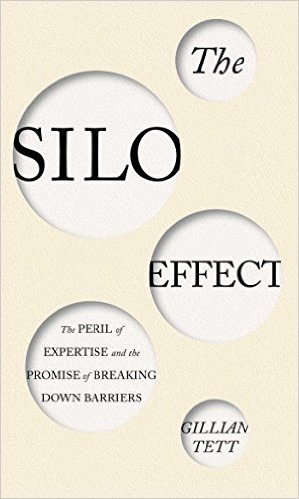 The
SILO
EFFECT
The PERIL of
EXPERTISE and the
PROMISE of BREAKING
DOWN BARRIERS
GILLIAN
TETT